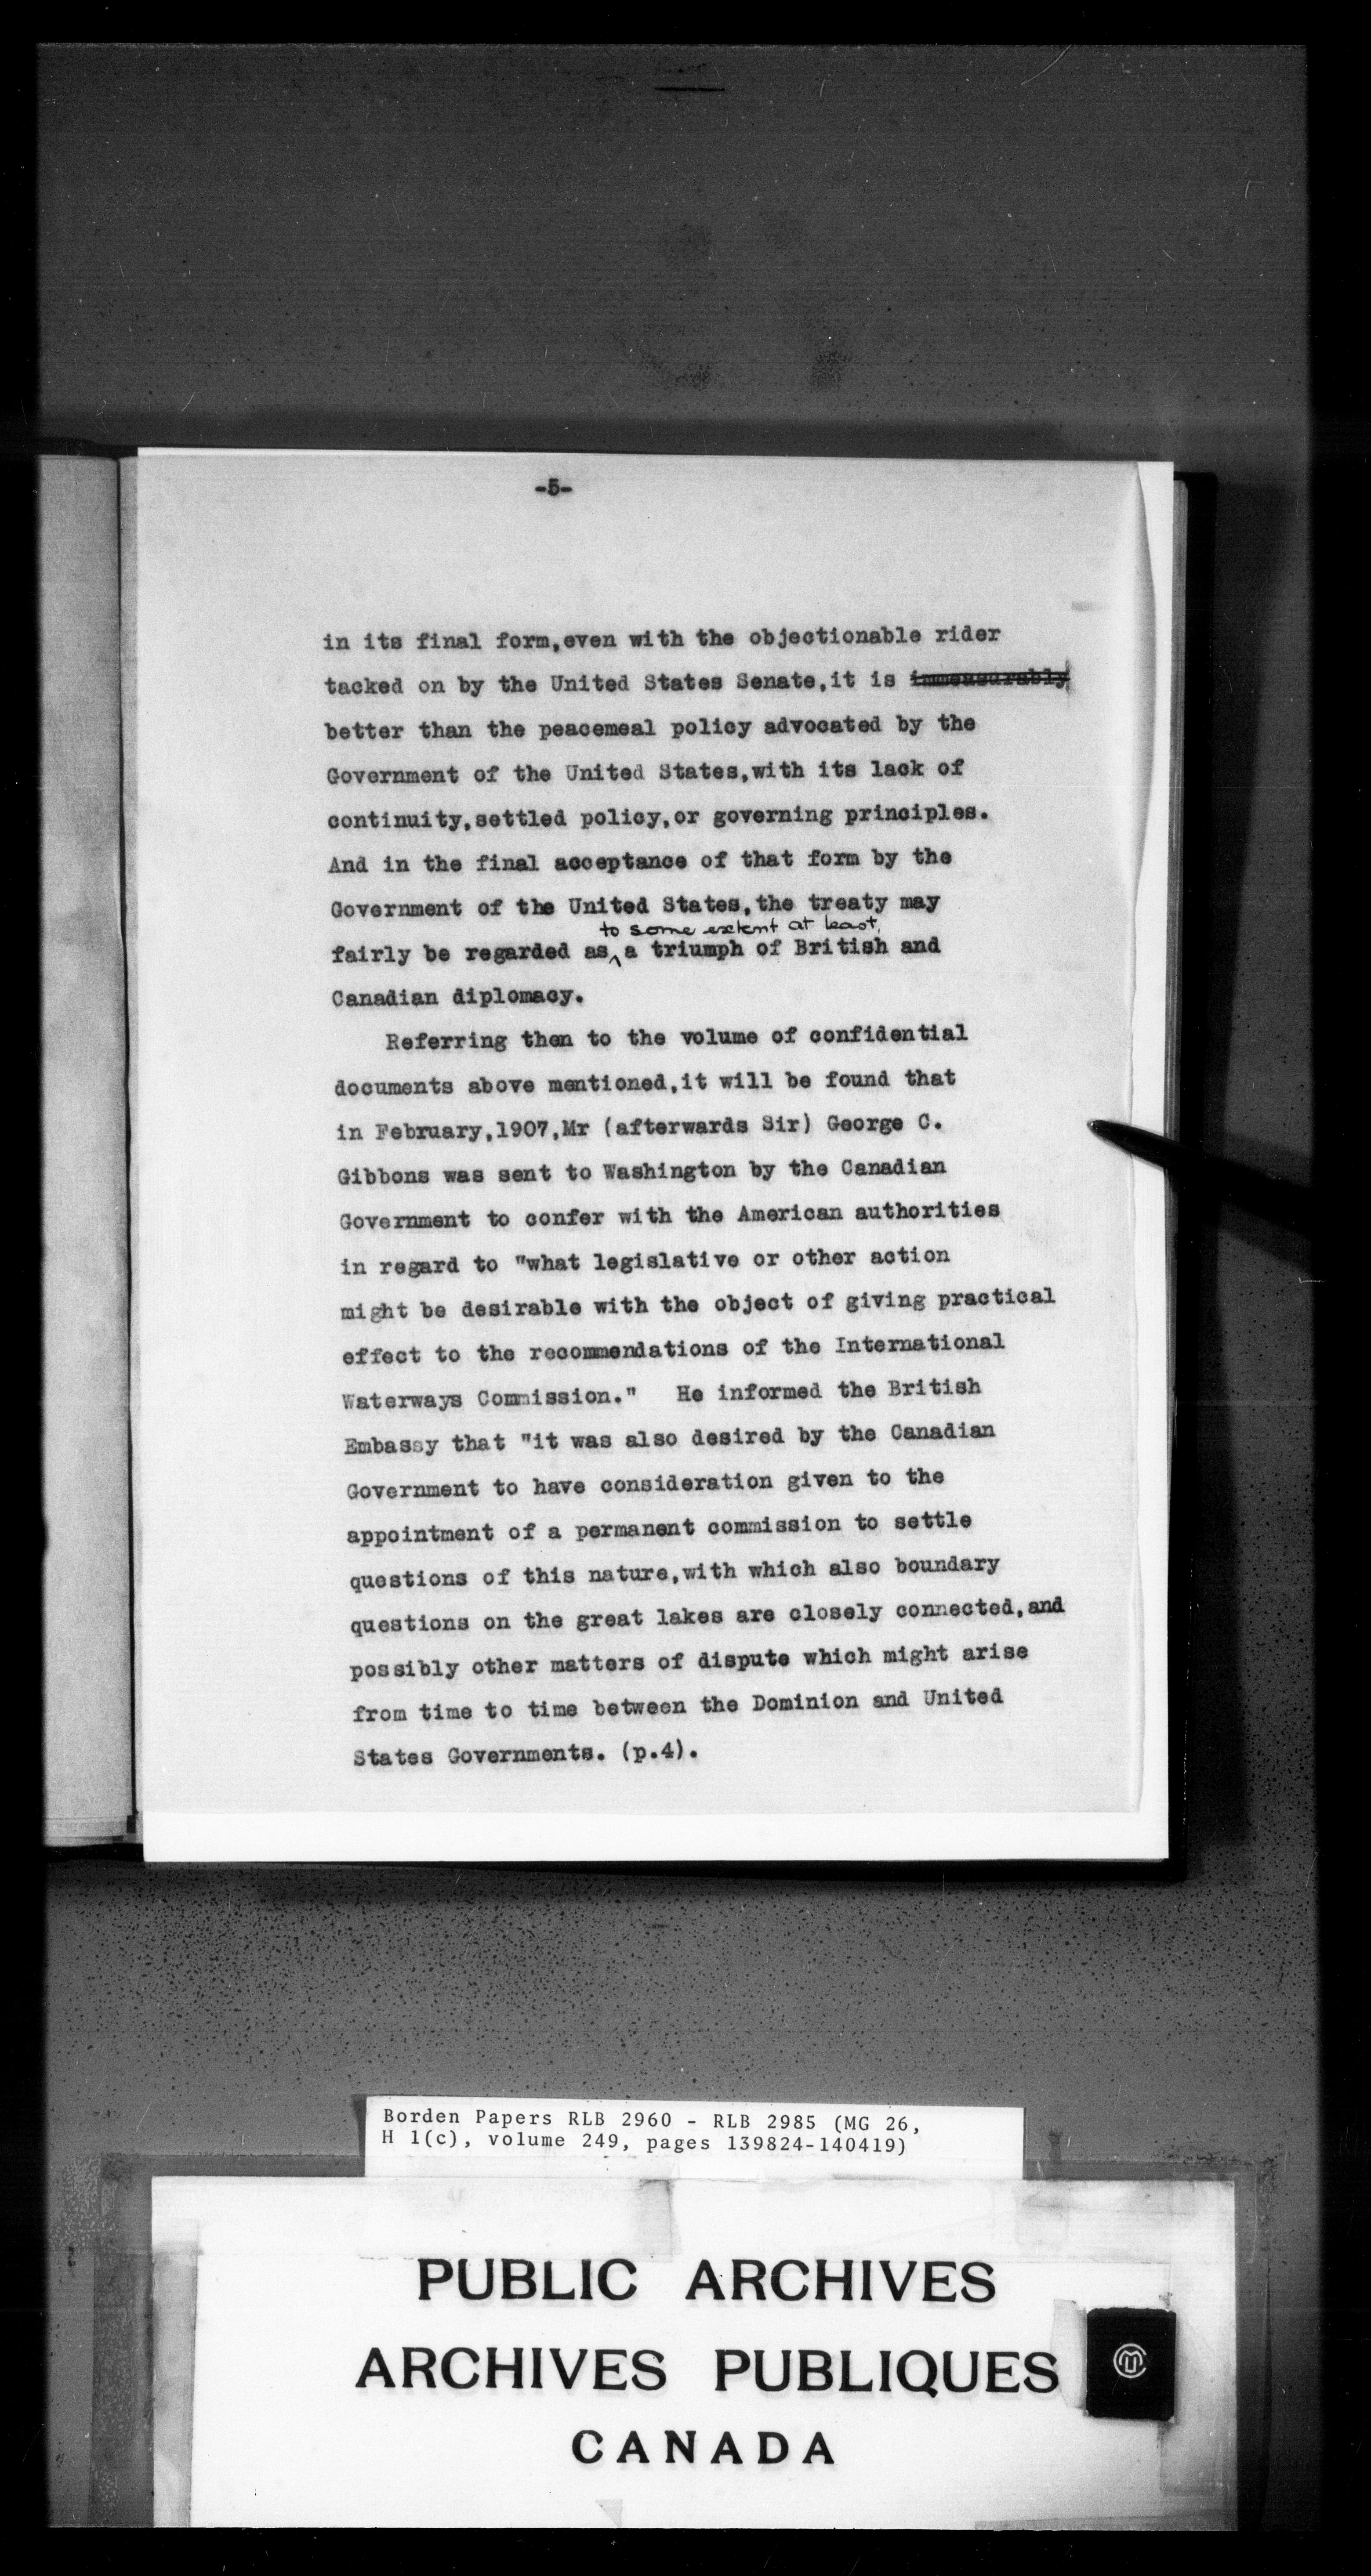 -5-
in its final form,even with the objectionable rider
tacked on by the United States Senate,it is immeasurably
better than the peacemeal policy advocated by the
Government of the United States,with its lack of
continuity,settled policy,or governing principles.
And in the final acceptance of that form by the
Government of the United States,the treaty may
to some extent at least,
fairly be regarded as a triumph of British and
Canadian diplomacy.
Referring then to the volume of confidential
documents above mentioned,it will be found that
in February,1907,Mr (afterwards Sir) George C.
Gibbons was sent to Washington by the Canadian
Government to confer with the American authorities
in regard to "what legislative or other action
might be desirable with the object of giving practical
effect to the recommendations of the International
Waterways Commission." He informed the British
Embassy that "it was also desired by the Canadian
Government to have consideration given to the
appointment of a permanent commission to settle
questions of this nature,with which also boundary
questions on the great lakes are closely connected,and
possibly other matters of dispute which might arise
from time to time between the Dominion and United
States Governments. (p.4).
Borden Papers RLB 2960 - RLB 2985 (MG 26,
H 1(c), volume 249, pages 139824-140419)
PUBLIC ARCHIVES
ARCHIVES PUBLIQUES
CANADA